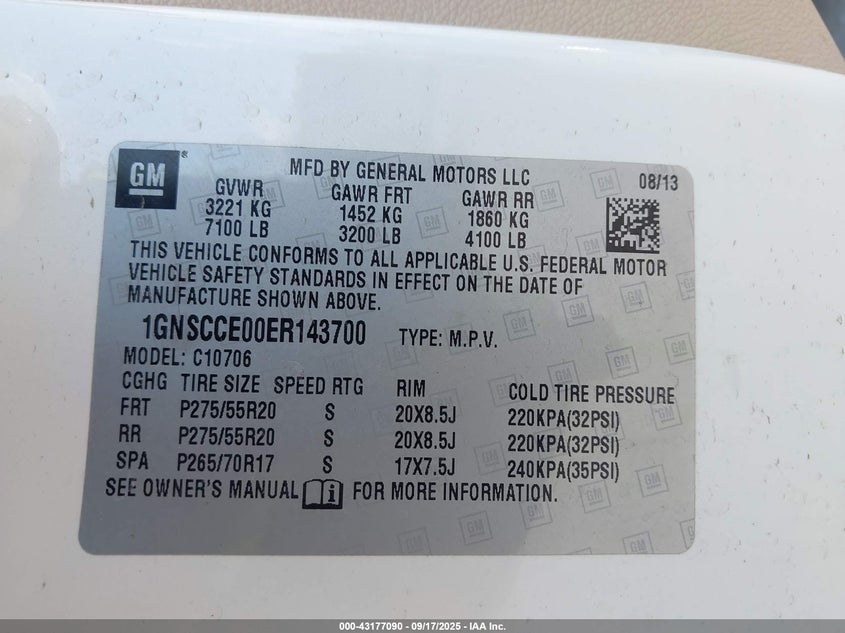 GM
MFD BY GENERAL MOTORS LLC
08/13
GVWR GAWR FRT GAWR RR
3221 KG 1452 KG 1860 KG
7100 LB 3200 LB 4100 LB
THIS VEHICLE CONFORMS TO ALL APPLICABLE U.S. FEDERAL MOTOR
VEHICLE SAFETY STANDARDS IN EFFECT ON THE DATE OF
MANUFACTURE SHOWN ABOVE.
1GNSCCE00ER143700 TYPE: M.P.V.
MODEL: C10706
CGHG TIRE SIZE SPEED RTG RIM COLD TIRE PRESSURE
FRT P275/55R20 S 20X8.5J 220KPA(32PSI)
RR P275/55R20 S 20X8.5J 220KPA(32PSI)
SPA P265/70R17 S 17X7.5J 240KPA(35PSI)
SEE OWNER'S MANUAL FOR MORE INFORMATION.
000-43177090 - 09/17/2025 - IAA Inc.